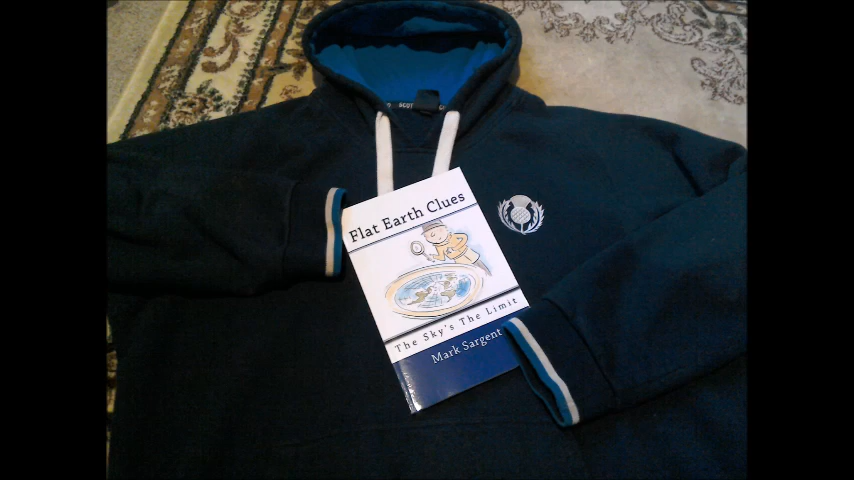 Flat Earth Clues
The Sky's The Limit
Mark Sargent